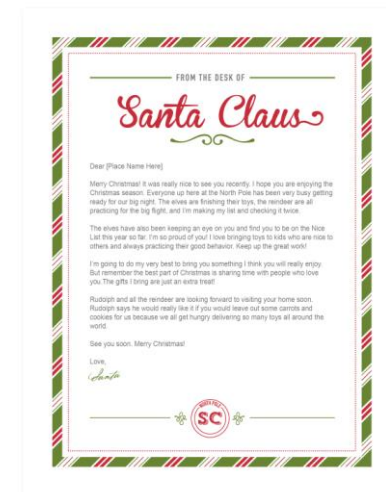 FROM THE DESK OF
Santa Claus
Dear [Place Name Here]
Merry Christmas! It was really nice to see you recently. I hope you are enjoying the
Christmas season. Everyone up here at the North Pole has been very busy getting
ready for our big night. The elves are finishing their toys, the reindeer are all
practicing for the big flight, and I'm making my list and checking it twice.
The elves have also been keeping an eye on you and find you to be on the Nice
List this year so far. I'm so proud of you! I love bringing toys to kids who are nice to
others and always practicing their good behavior. Keep up the great work!
I'm going to do my very best to bring you something I think you will really enjoy.
But remember the best part of Christmas is sharing time with people who love
you.The gifts I bring are just an extra treat!
Rudolph and all the reindeer are looking forward to visiting your home soon.
Rudolph says he would really like it if you would leave out some carrots and
cookies for us because we all get hungry delivering so many toys all around the
world.
See you soon. Merry Christmas!
Love,
Santa
NORTH POLE
SC